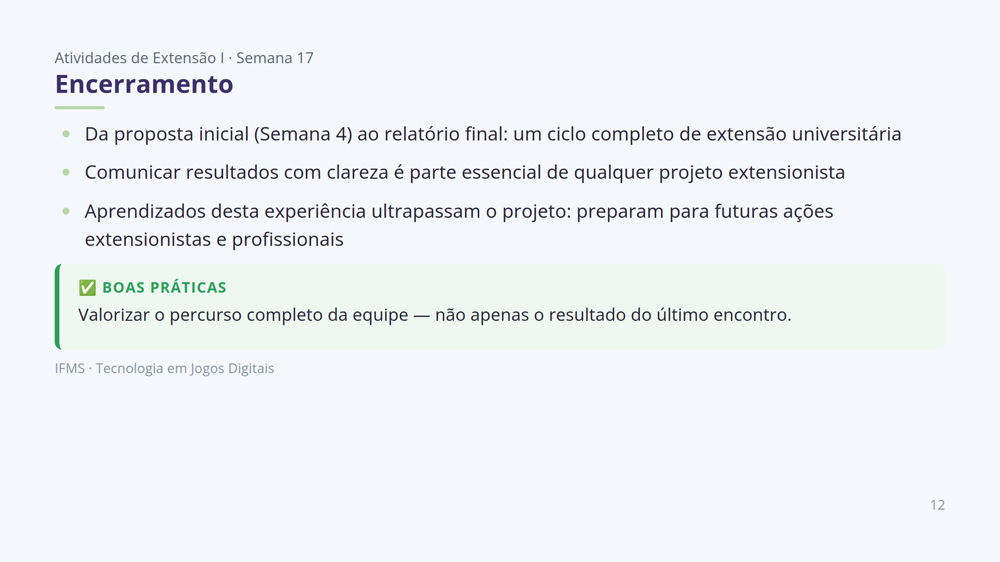 Atividades de Extensão I · Semana 17
Encerramento
Da proposta inicial (Semana 4) ao relatório final: um ciclo completo de extensão universitária
Comunicar resultados com clareza é parte essencial de qualquer projeto extensionista
Aprendizados desta experiência ultrapassam o projeto: preparam para futuras ações
extensionistas e profissionais
✅ BOAS PRÁTICAS
Valorizar o percurso completo da equipe — não apenas o resultado do último encontro.
IFMS · Tecnologia em Jogos Digitais
12